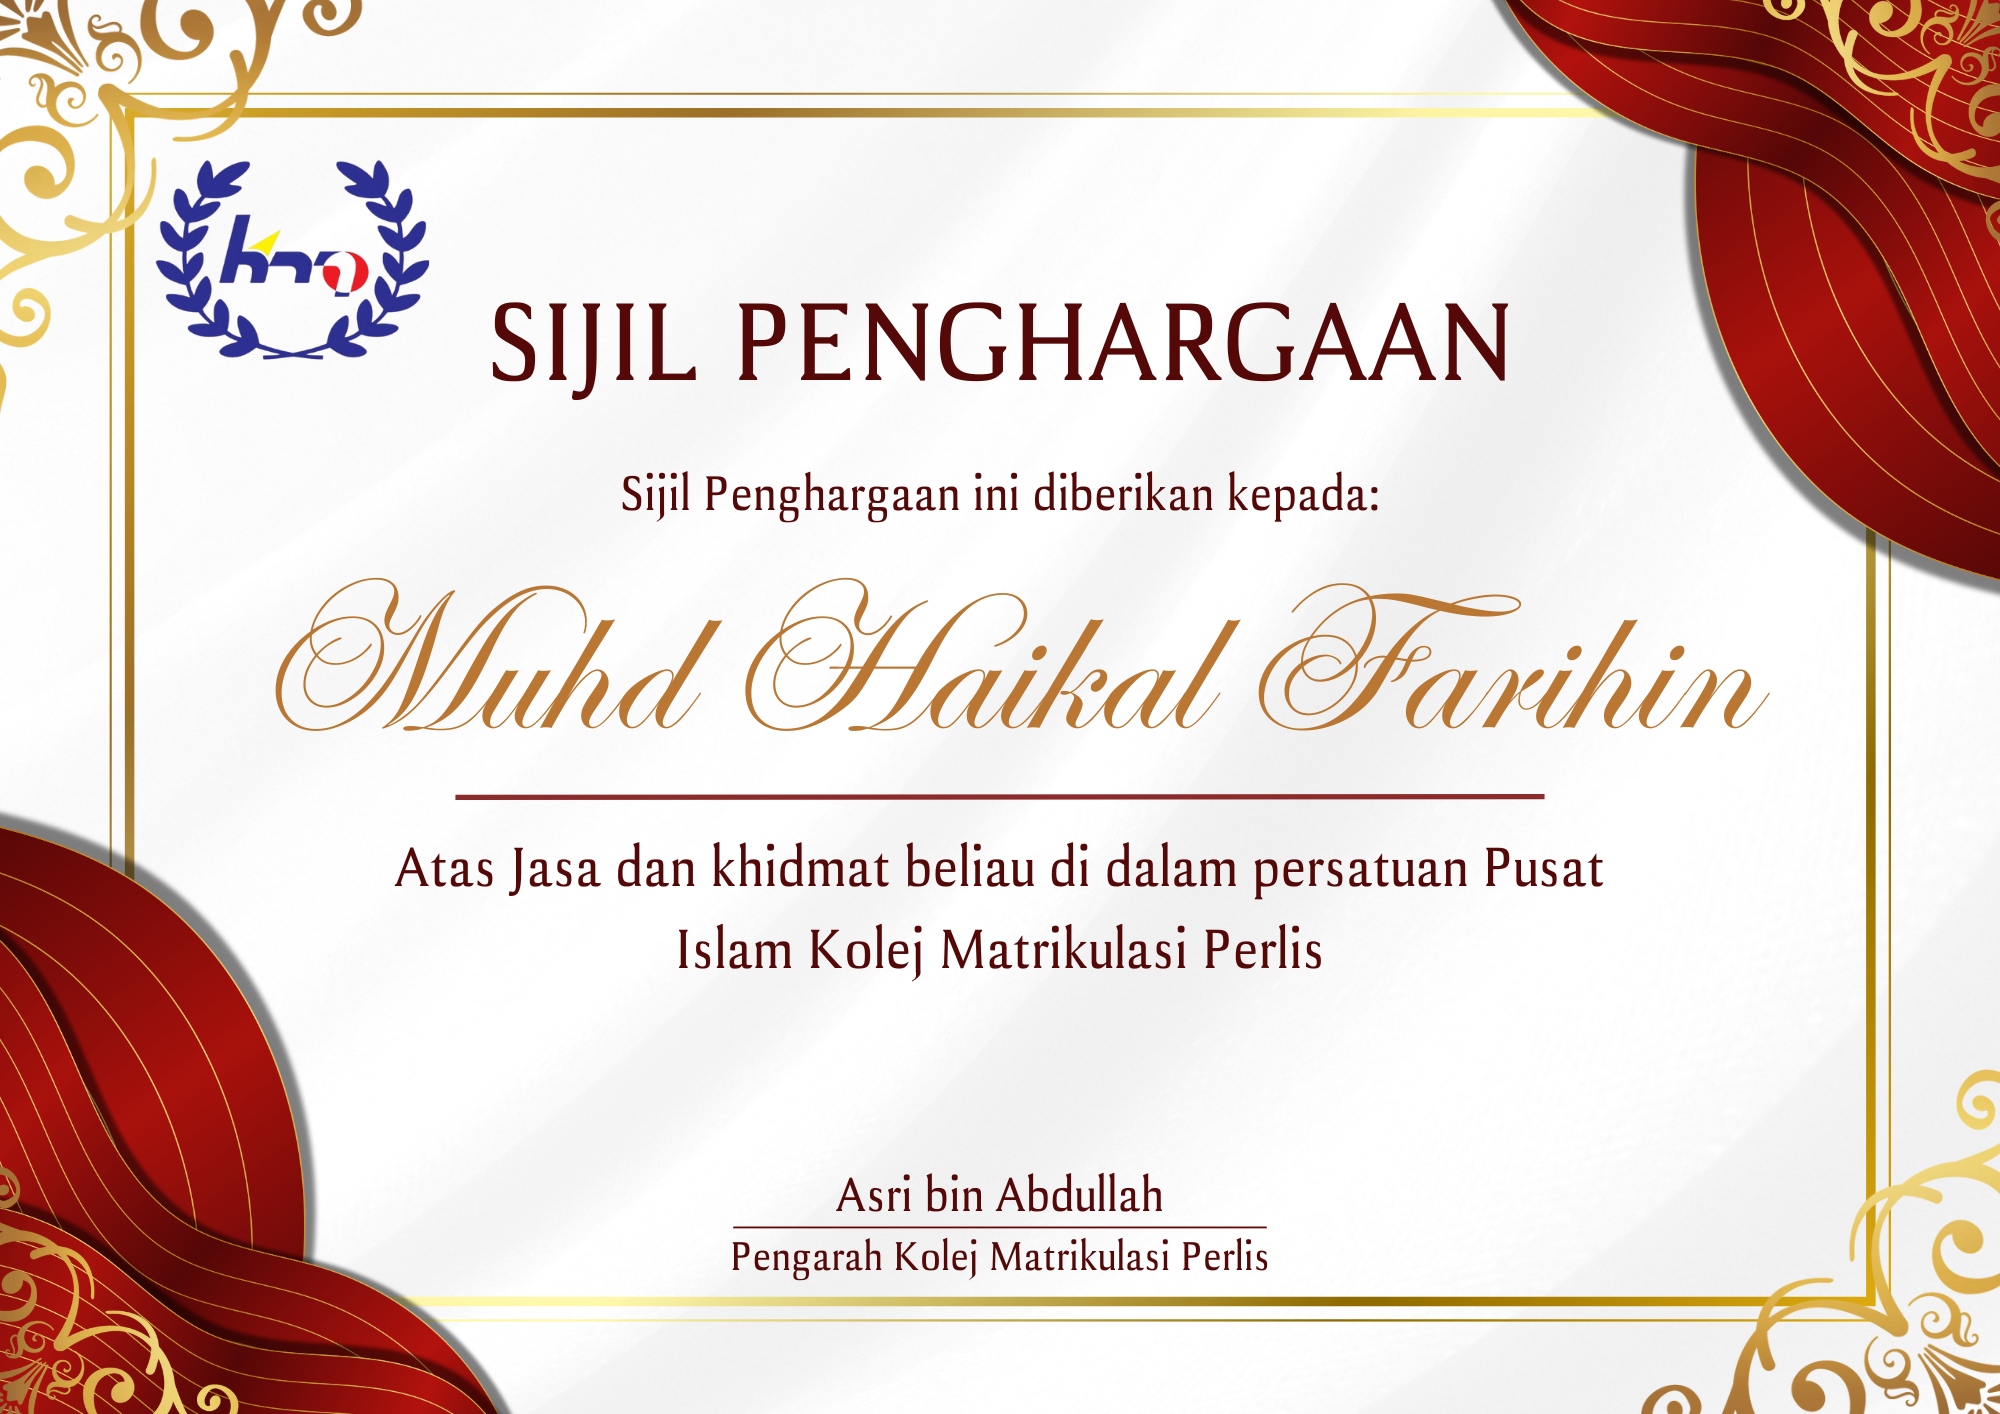 kmp
SIJIL PENGHARGAAN
Sijil Penghargaan ini diberikan kepada:
Muhd Haikal Farihin
Atas Jasa dan khidmat beliau di dalam persatuan Pusat
Islam Kolej Matrikulasi Perlis
Asri bin Abdullah
Pengarah Kolej Matrikulasi Perlis